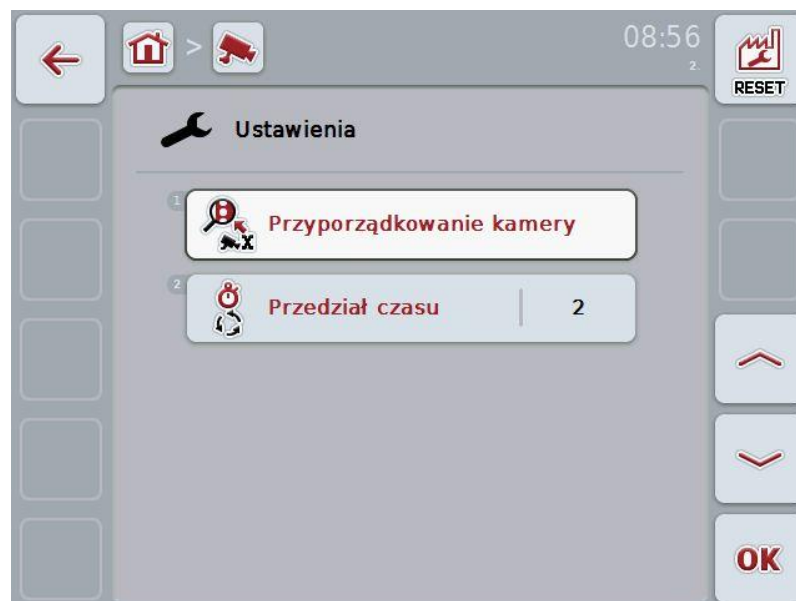 >
08:56
2.
RESET
Ustawienia
1
Przyporządkowanie kamery
X
2
Przedział czasu 2
OK